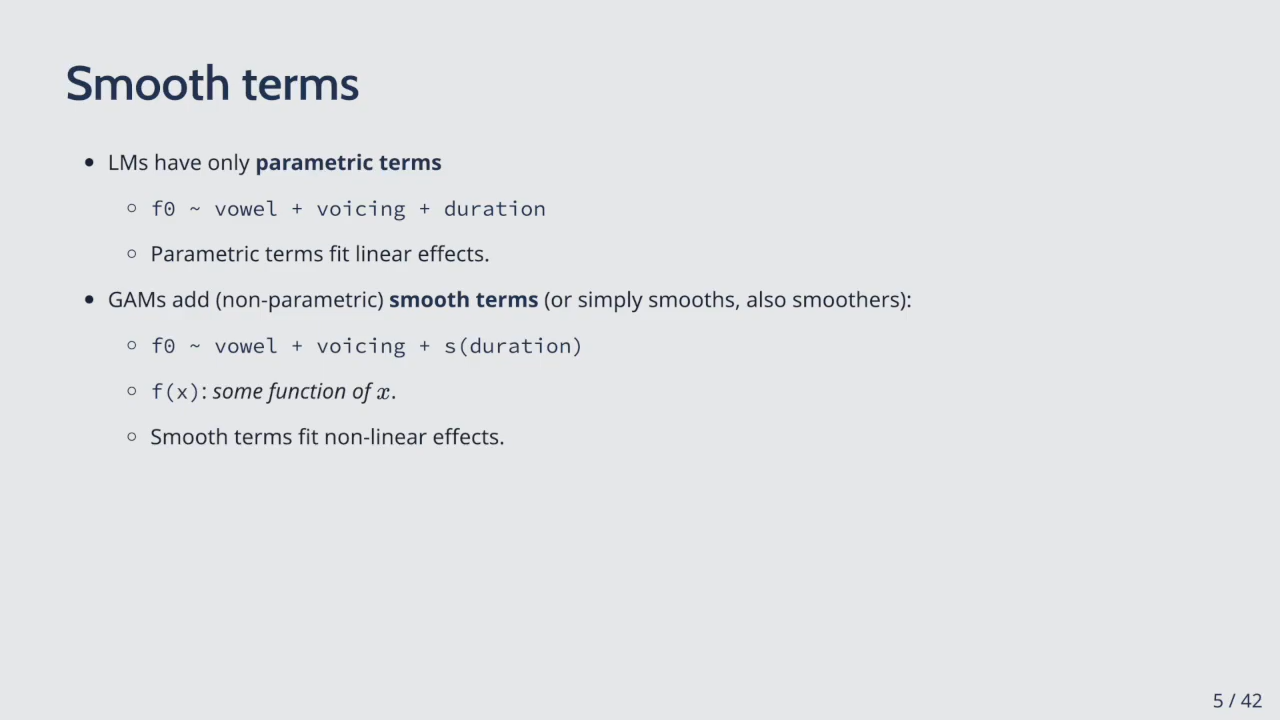 Smooth terms
• LMs have only parametric terms
◦ f0 ~ vowel + voicing + duration
◦ Parametric terms fit linear effects.
• GAMs add (non-parametric) smooth terms (or simply smooths, also smoothers):
◦ f0 ~ vowel + voicing + s(duration)
◦ f(x): some function of x.
◦ Smooth terms fit non-linear effects.
5 / 42